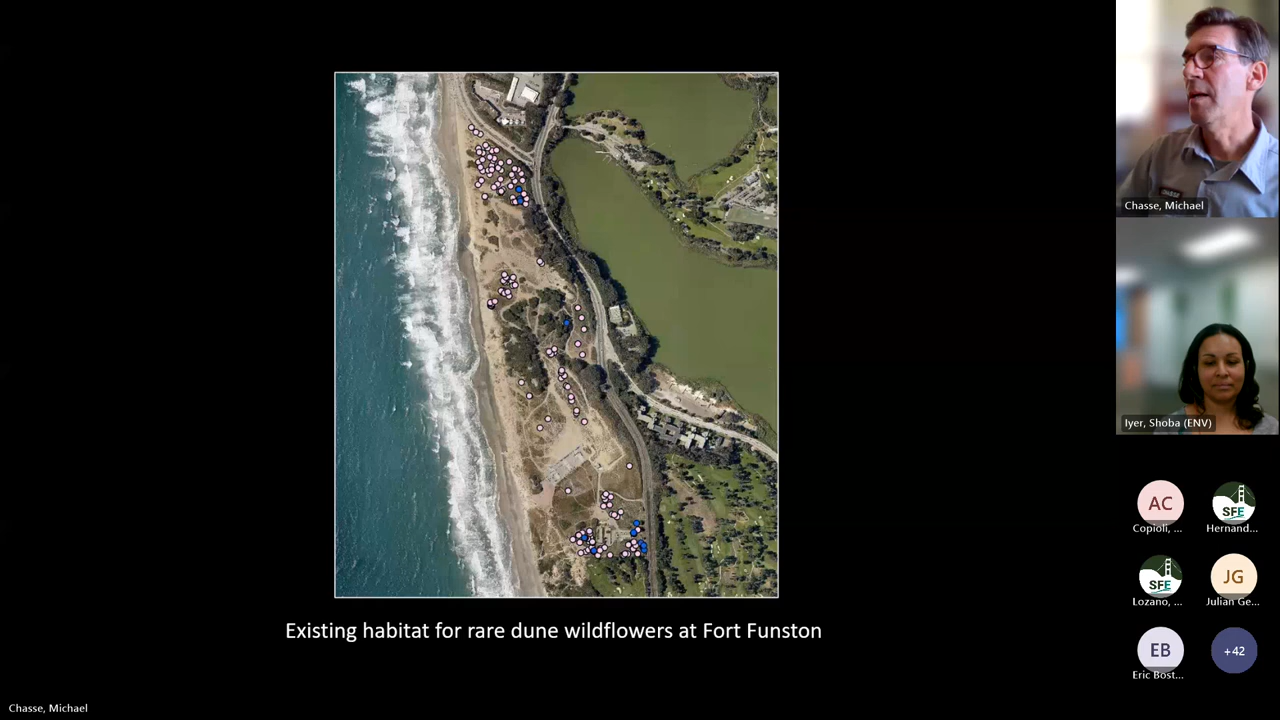 Existing habitat for rare dune wildflowers at Fort Funston
Chasse, Michael
Chasse, Michael
Iyer, Shoba (ENV)
AC
Copioli, ...
SFE
Hernand...
SFE
Lozano, ...
JG
Julian Ge...
EB
Eric Bost...
+42